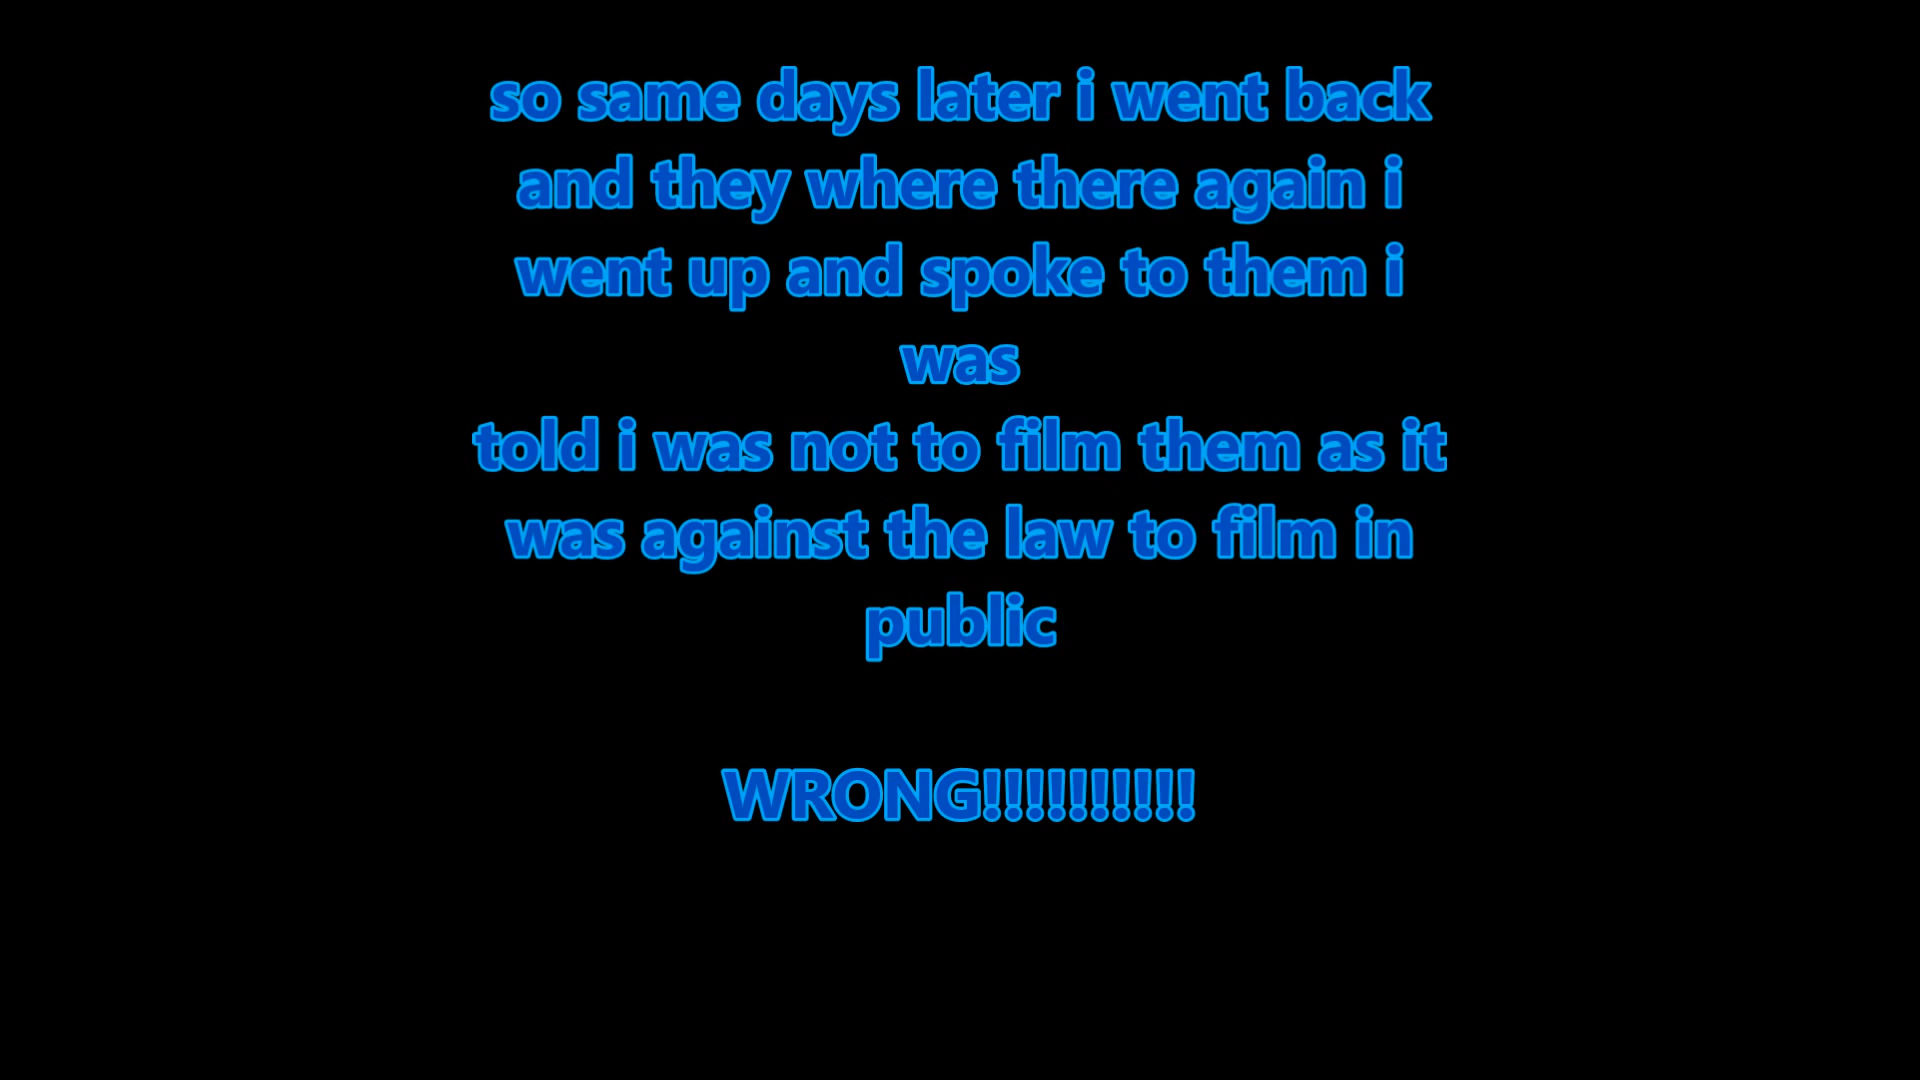 so same days later i went back
and they where there again i
went up and spoke to them i
was
told i was not to film them as it
was against the law to film in
public
WRONG!!!!!!!!!!